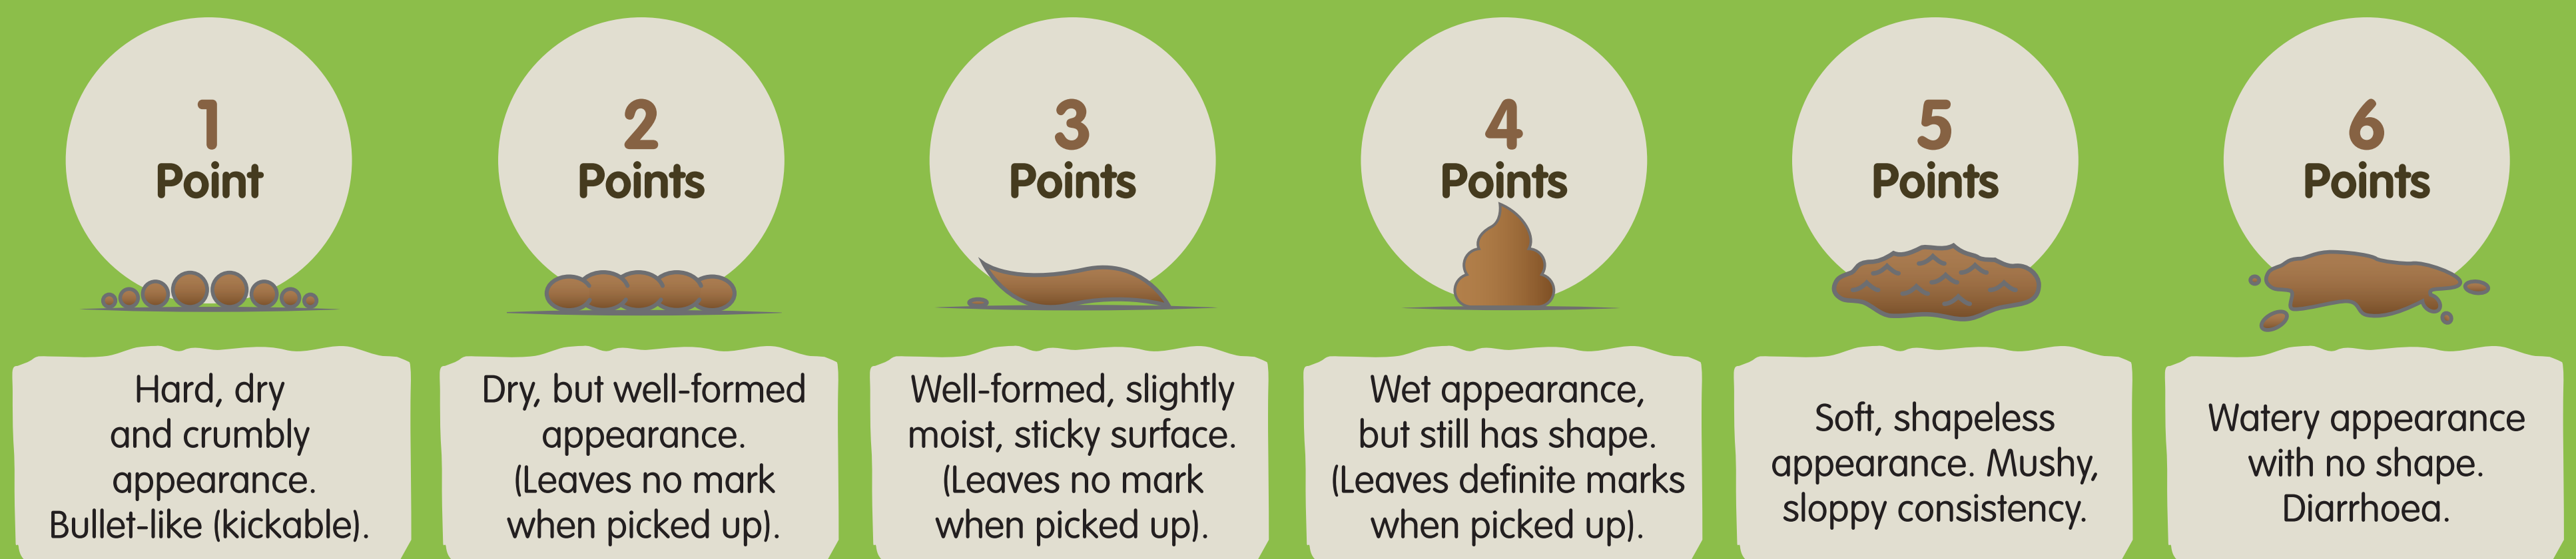 1
Point
Hard, dry
and crumbly
appearance.
Bullet-like (kickable).
2
Points
Dry, but well-formed
appearance.
(Leaves no mark
when picked up).
3
Points
Well-formed, slightly
moist, sticky surface.
(Leaves no mark
when picked up).
4
Points
Wet appearance,
but still has shape.
(Leaves definite marks
when picked up).
5
Points
Soft, shapeless
appearance. Mushy,
sloppy consistency.
6
Points
Watery appearance
with no shape.
Diarrhoea.